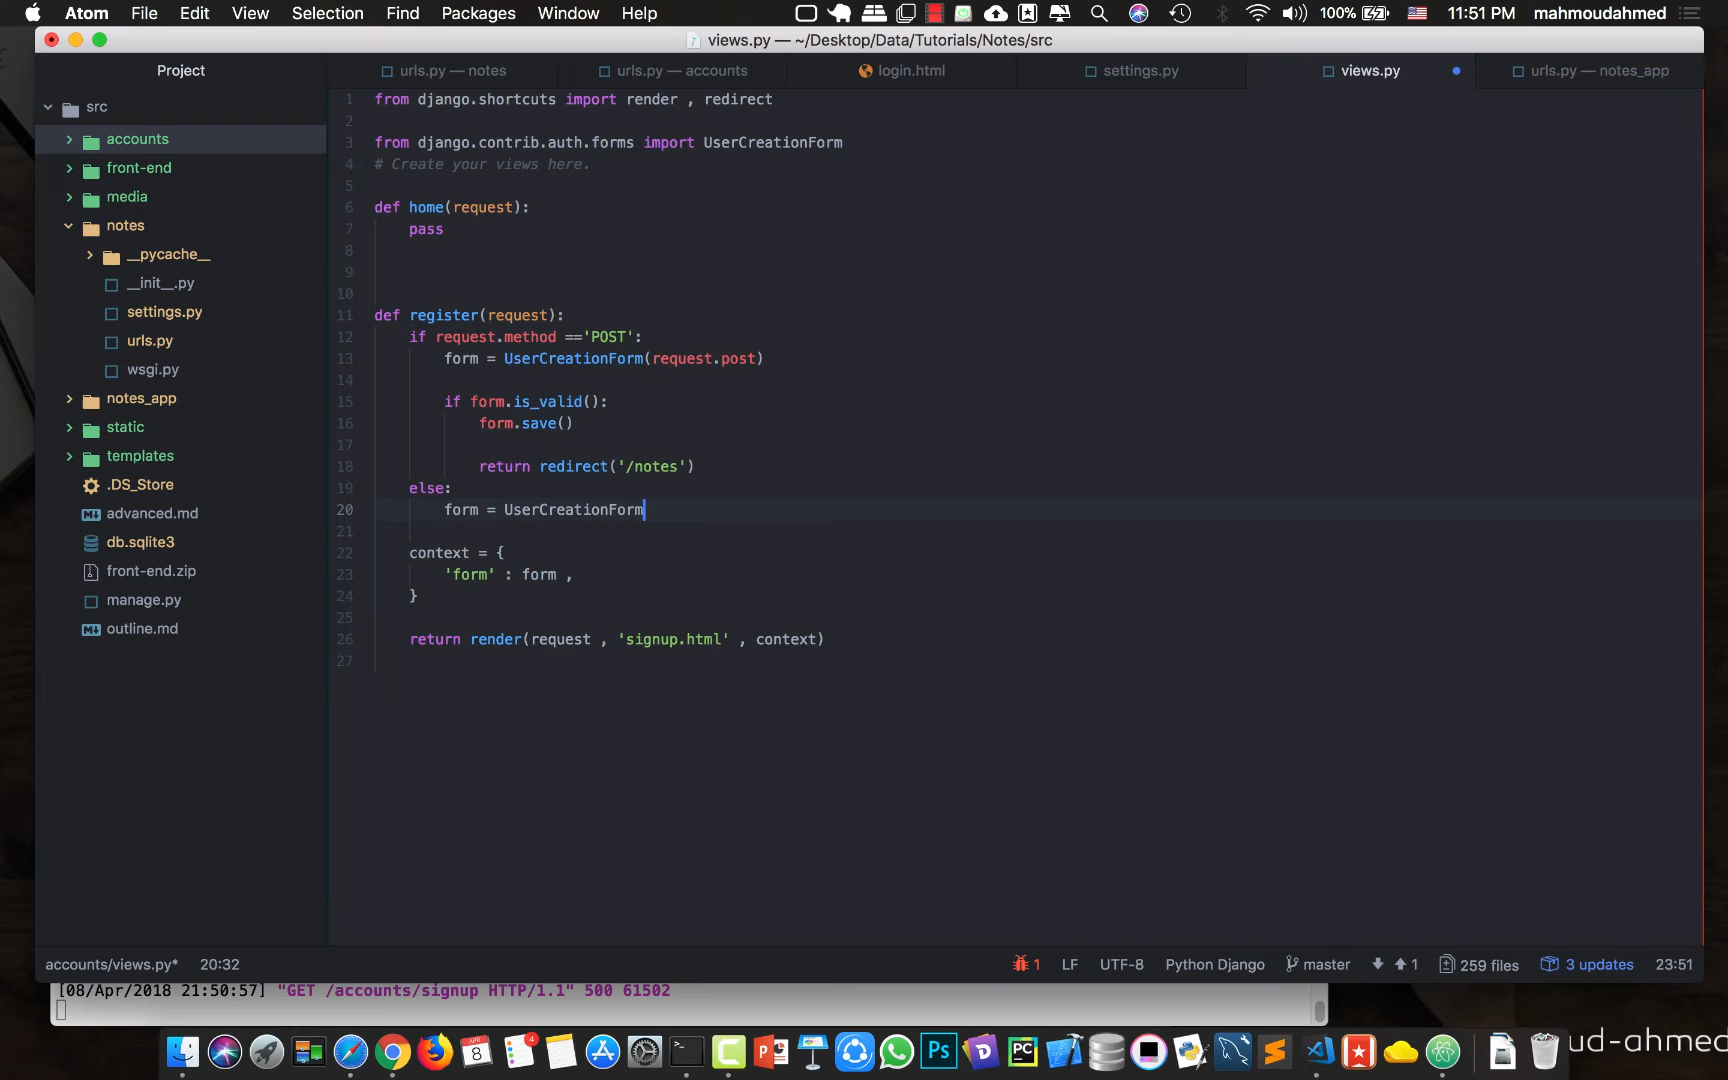 Atom File Edit View Selection Find Packages Window Help 100% 11:51 PM mahmoudahmed
views.py — ~/Desktop/Data/Tutorials/Notes/src
Project
urls.py — notes
urls.py — accounts
login.html
settings.py
views.py
urls.py — notes_app
src
accounts
front-end
media
notes
__pycache__
__init__.py
settings.py
urls.py
wsgi.py
notes_app
static
templates
.DS_Store
advanced.md
db.sqlite3
front-end.zip
manage.py
outline.md
1 from django.shortcuts import render , redirect
2
3 from django.contrib.auth.forms import UserCreationForm
4 # Create your views here.
5
6 def home(request):
7 pass
8
9
10
11 def register(request):
12 if request.method =='POST':
13 form = UserCreationForm(request.post)
14
15 if form.is_valid():
16 form.save()
17
18 return redirect('/notes')
19 else:
20 form = UserCreationForm
21
22 context = {
23 'form' : form ,
24 }
25
26 return render(request , 'signup.html' , context)
27
accounts/views.py* 20:32
1 LF UTF-8 Python Django master 1 259 files 3 updates 23:51
[08/Apr/2018 21:50:57] "GET /accounts/signup HTTP/1.1" 500 61502
APR 8
4
Ps
D
PC
ud-ahmed